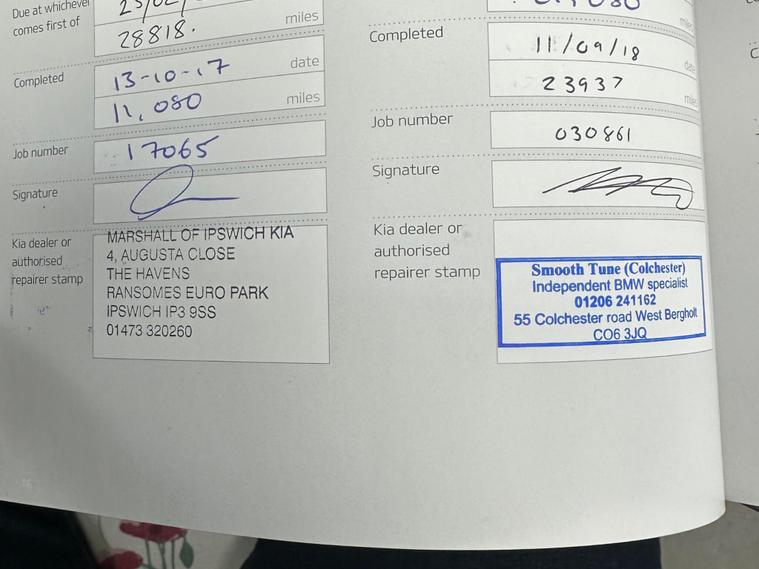 Due at whichever
comes first of
28818.
miles
Completed
13-10-17
date
11,080
miles
Job number
17065
Signature
Kia dealer or
authorised
repairer stamp
MARSHALL OF IPSWICH KIA
4, AUGUSTA CLOSE
THE HAVENS
RANSOMES EURO PARK
IPSWICH IP3 9SS
01473 320260
16
Completed
11/09/18
date
23937
miles
Job number
030861
Signature
Kia dealer or
authorised
repairer stamp
Smooth Tune (Colchester)
Independent BMW specialist
01206 241162
55 Colchester road West Bergholt
CO6 3JQ